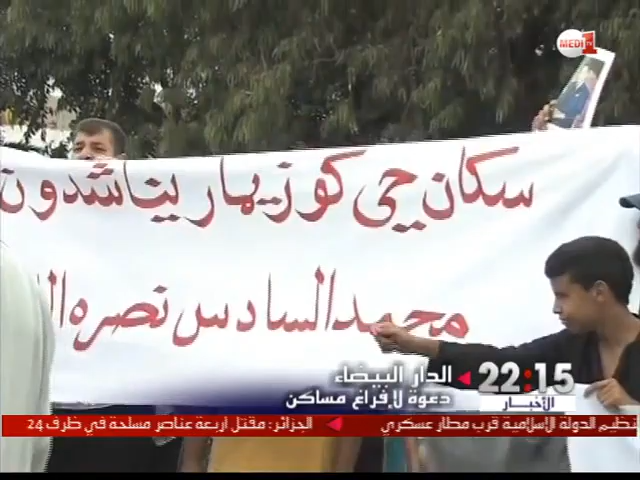 MEDI1
سكان حي كوزيمار يناشدون
محمد السادس نصره
22:15
الأخبار
الدار البيضاء
دعوة لإفراغ مساكن
تنظيم الدولة الإسلامية قرب مطار عسكري ◄ الجزائر: مقتل أربعة عناصر مسلحة في ظرف 24